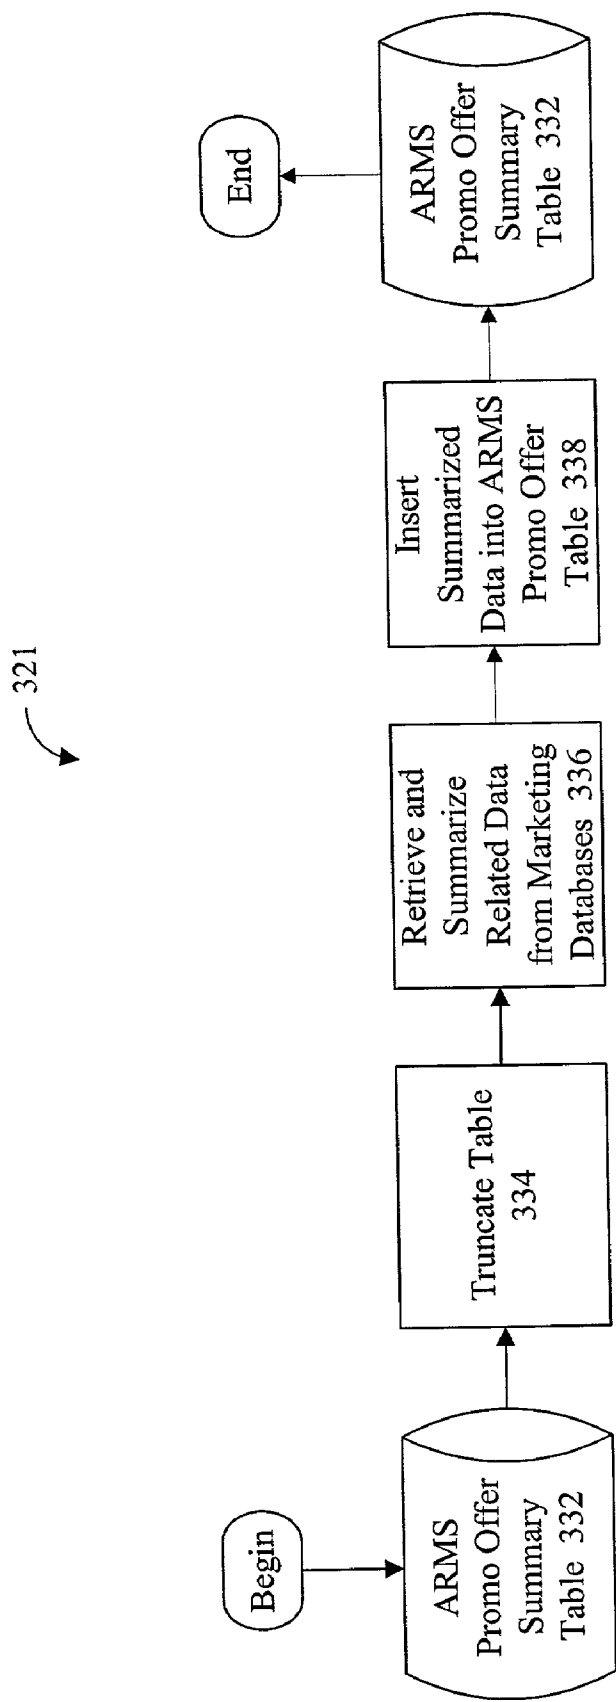 321
Begin
ARMS
Promo Offer
Summary
Table 332
Truncate Table
334
Retrieve and
Summarize
Related Data
from Marketing
Databases 336
Insert
Summarized
Data into ARMS
Promo Offer
Table 338
ARMS
Promo Offer
Summary
Table 332
End